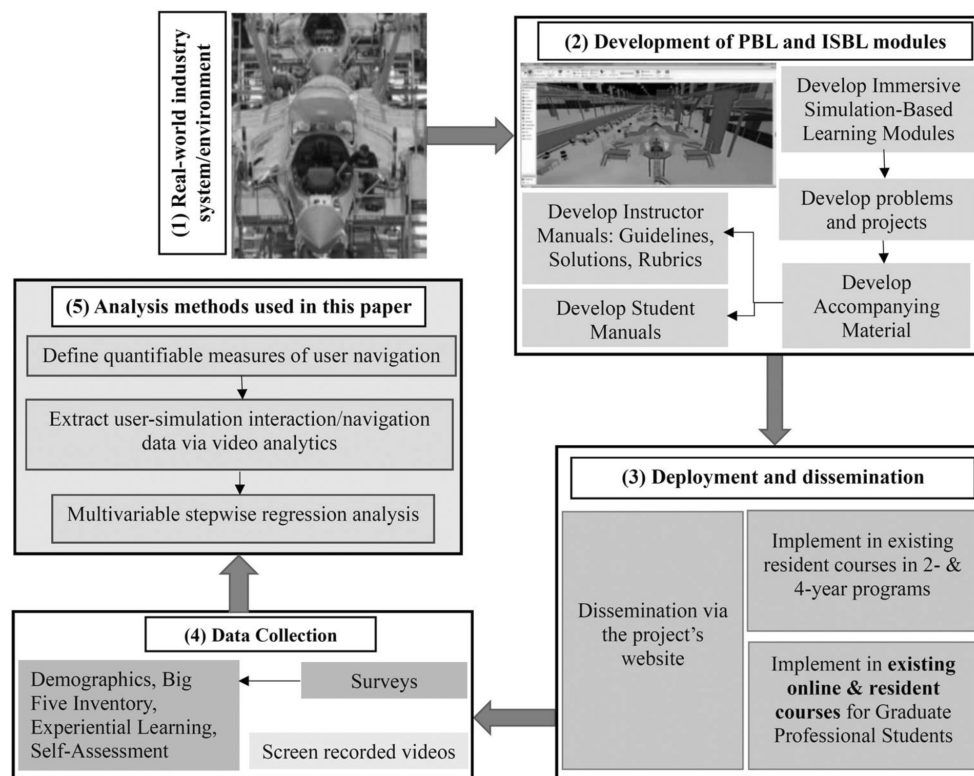 (1) Real-world industry
system/environment
(2) Development of PBL and ISBL modules
Develop Immersive
Simulation-Based
Learning Modules
Develop problems
and projects
Develop
Accompanying
Material
Develop Instructor
Manuals: Guidelines,
Solutions, Rubrics
Develop Student
Manuals
(3) Deployment and dissemination
Dissemination via
the project's
website
Implement in existing
resident courses in 2- &
4-year programs
Implement in existing
online & resident
courses for Graduate
Professional Students
(4) Data Collection
Surveys
Demographics, Big
Five Inventory,
Experiential Learning,
Self-Assessment
Screen recorded videos
(5) Analysis methods used in this paper
Define quantifiable measures of user navigation
Extract user-simulation interaction/navigation
data via video analytics
Multivariable stepwise regression analysis